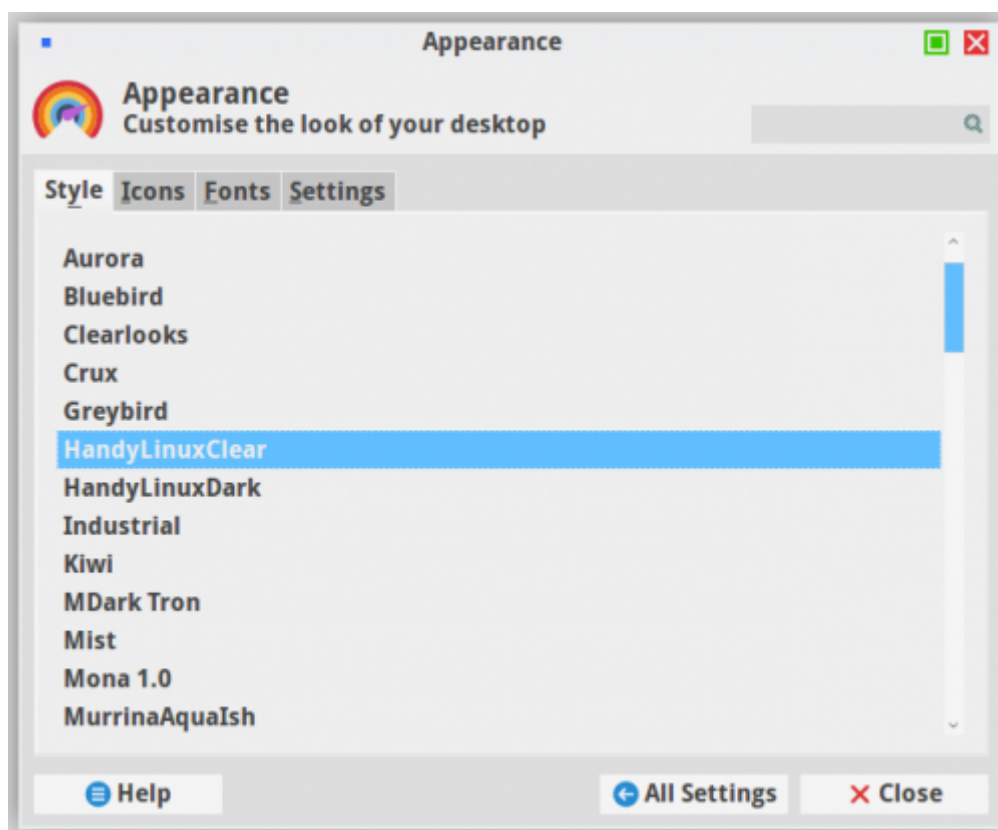 Appearance
Appearance
Customise the look of your desktop
Style Icons Fonts Settings
Aurora
Bluebird
Clearlooks
Crux
Greybird
HandyLinuxClear
HandyLinuxDark
Industrial
Kiwi
MDark Tron
Mist
Mona 1.0
MurrinaAquaIsh
Help All Settings Close